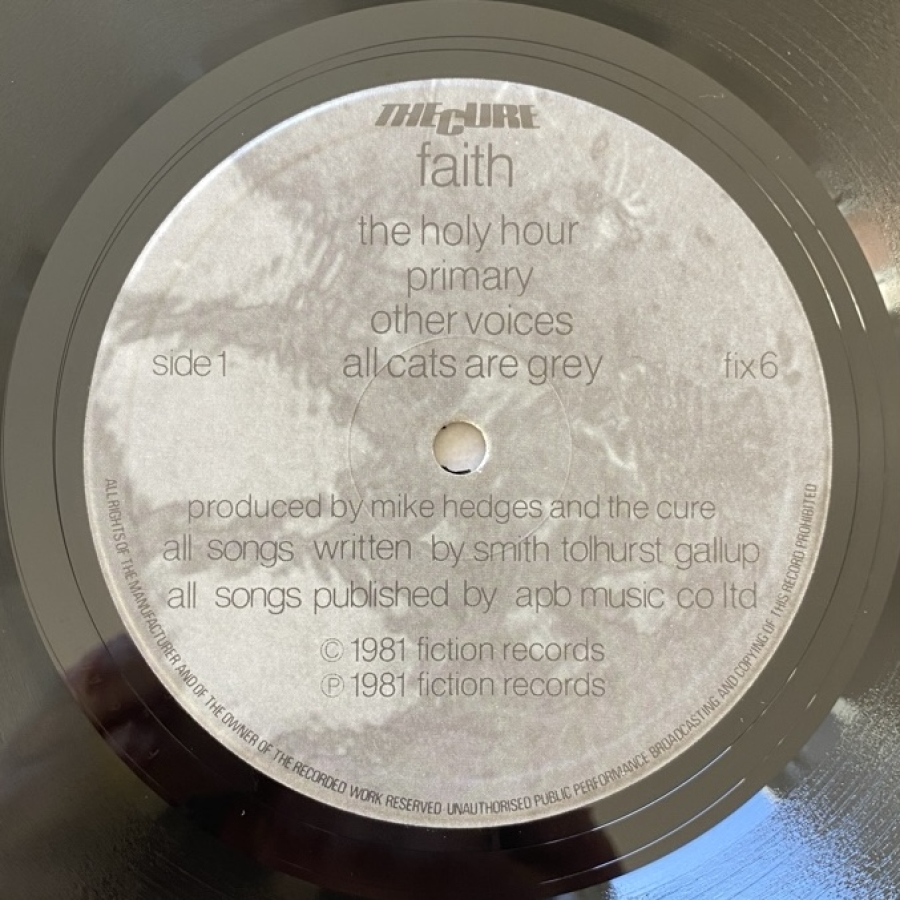 THE CURE
faith
the holy hour
primary
other voices
side 1 all cats are grey fix 6
produced by mike hedges and the cure
all songs written by smith tolhurst gallup
all songs published by apb music co ltd
© 1981 fiction records
℗ 1981 fiction records
ALL RIGHTS OF THE MANUFACTURER AND OF THE OWNER OF THE RECORDED WORK RESERVED UNAUTHORISED PUBLIC PERFORMANCE BROADCASTING AND COPYING OF THIS RECORD PROHIBITED